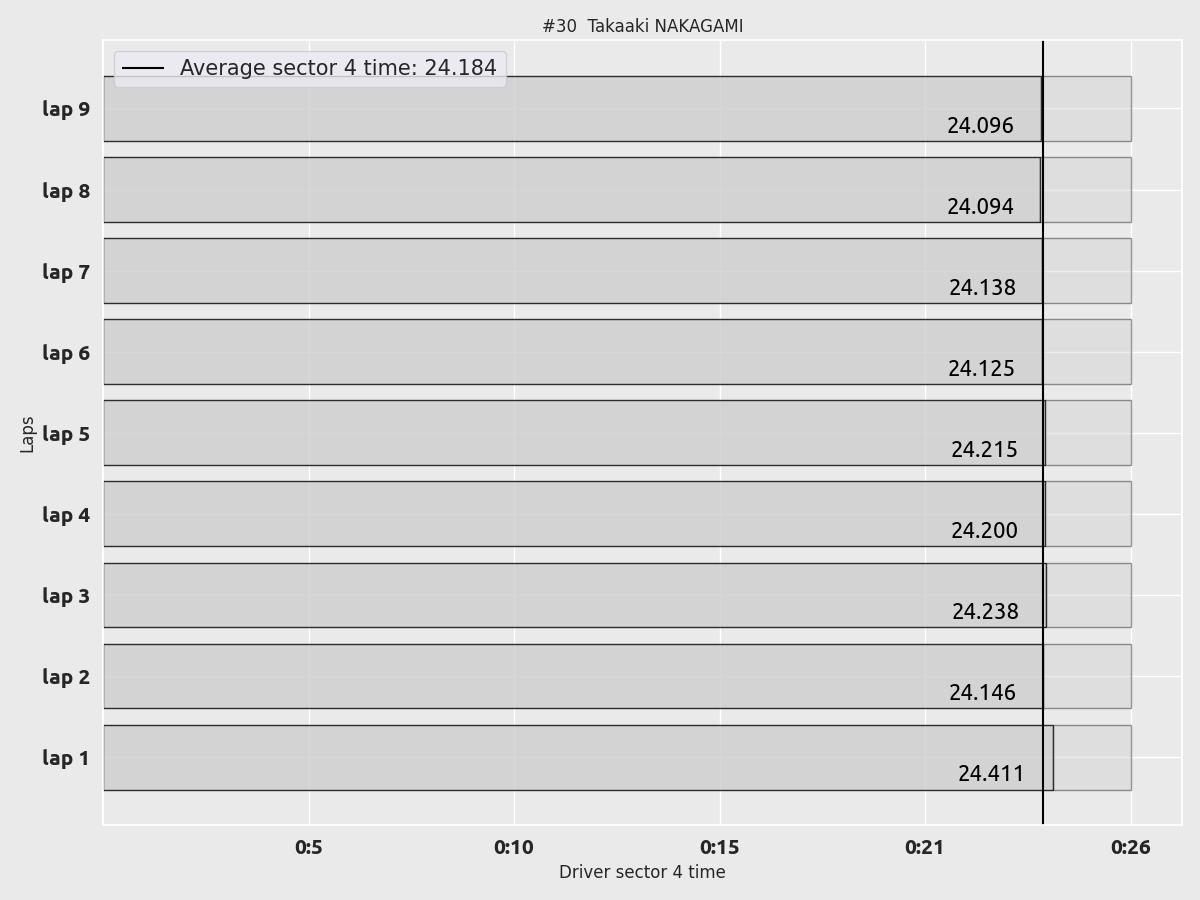 #30  Takaaki NAKAGAMI
Average sector 4 time: 24.184
lap 9
24.096
lap 8
24.094
lap 7
24.138
lap 6
24.125
lap 5
24.215
lap 4
24.200
lap 3
24.238
lap 2
24.146
lap 1
24.411
Laps
0:5 0:10 0:15 0:21 0:26
Driver sector 4 time